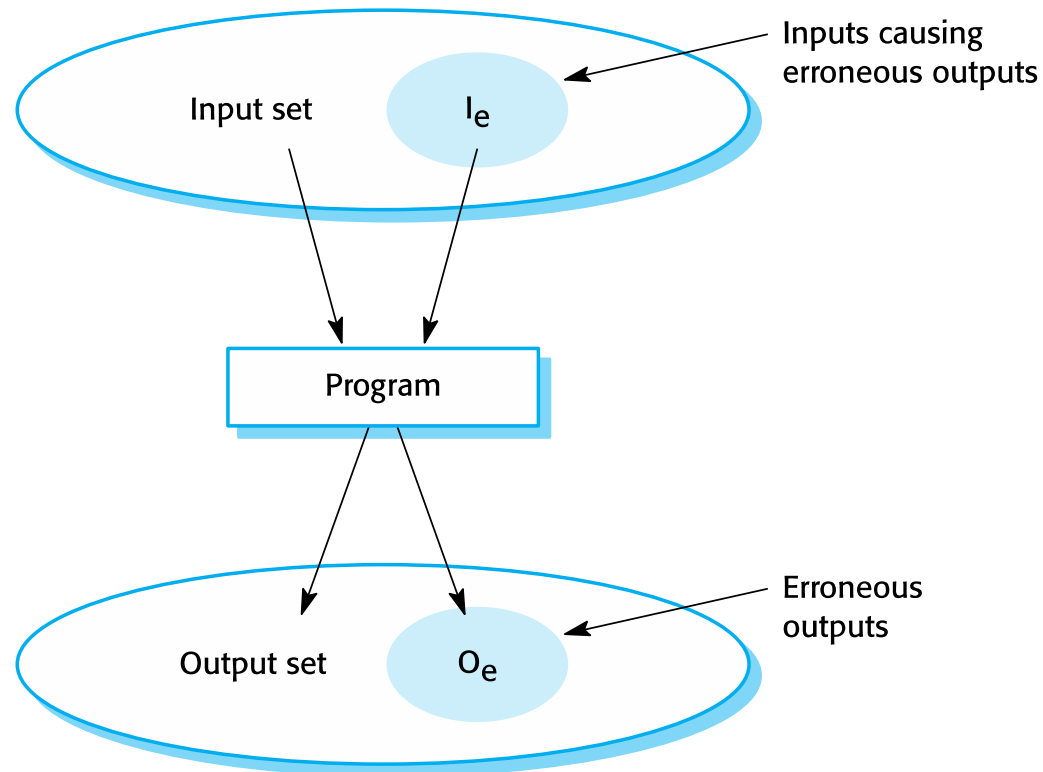 Inputs causing
erroneous outputs
Input set
Ie
Program
Erroneous
outputs
Output set
Oe